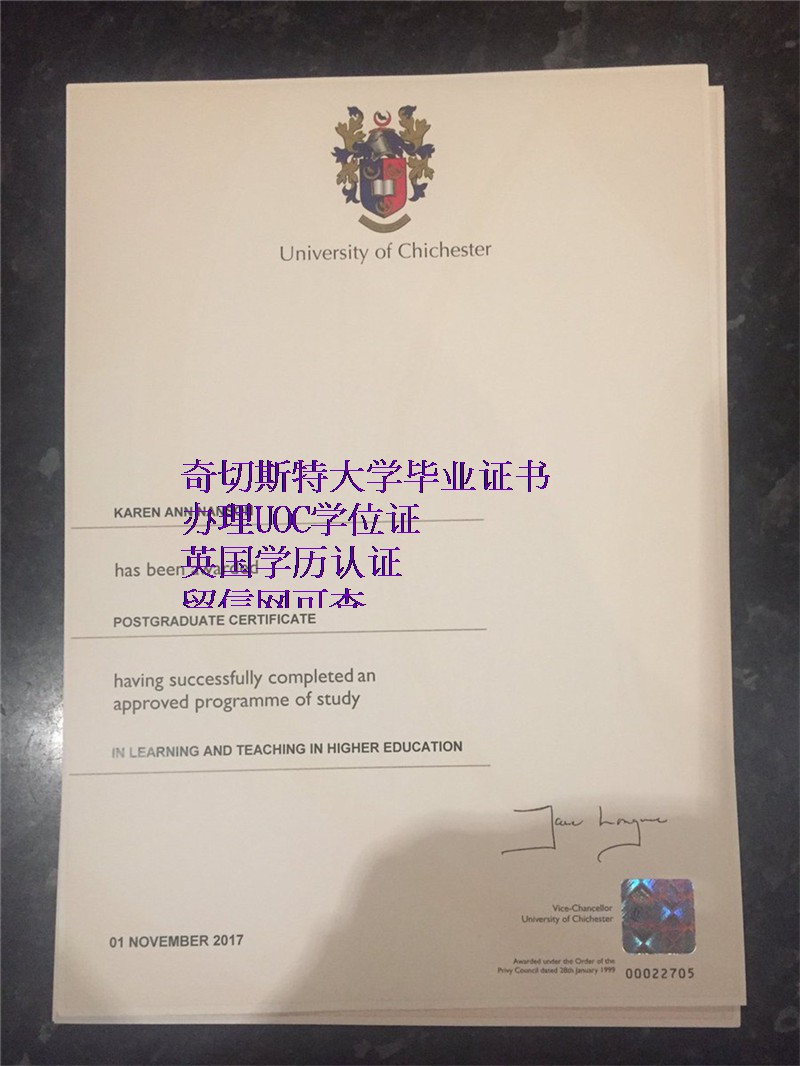 University of Chichester
奇切斯特大学毕业证书
KAREN ANN
办理UOC学位证
英国学历认证
has been awarded
留信网可查
POSTGRADUATE CERTIFICATE
having successfully completed an
approved programme of study
IN LEARNING AND TEACHING IN HIGHER EDUCATION
Vice-Chancellor
University of Chichester
01 NOVEMBER 2017
Awarded under the Order of the
Privy Council dated 28th January 1999
00022705